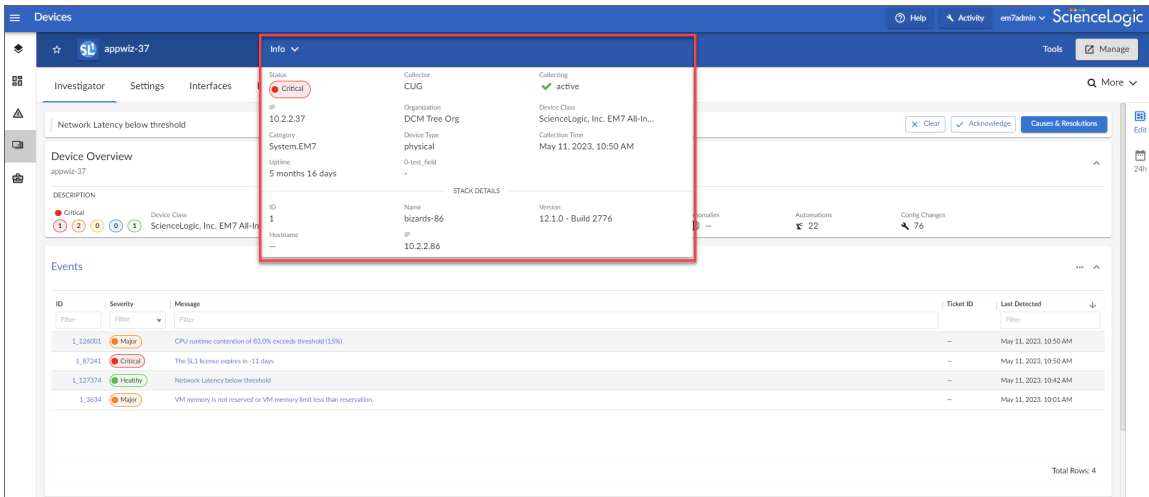 Devices
Help
Activity
em7admin
ScienceLogic
SL1
appwiz-37
Info
Tools
Manage
Investigator
Settings
Interfaces
More
Status
Critical
Collector
CUG
Collecting
active
IP
10.2.2.37
Organization
DCM Tree Org
Device Class
ScienceLogic, Inc. EM7 All-In...
Category
System.EM7
Device Type
physical
Collection Time
May 11, 2023, 10:50 AM
Uptime
5 months 16 days
0-test_field
-
STACK DETAILS
ID
1
Name
bizards-86
Version
12.1.0 - Build 2776
Hostname
—
IP
10.2.2.86
Network Latency below threshold
Clear
Acknowledge
Causes & Resolutions
Edit
24h
Device Overview
appwiz-37
DESCRIPTION
Critical
1 2 0 0 1
Device Class
ScienceLogic, Inc. EM7 All-In
—
Automations
22
Config Changes
76
Events
ID Severity Message Ticket ID Last Detected
Filter Filter Filter Filter
1_126001 Major CPU runtime contention of 83.0% exceeds threshold (15%) — May 11, 2023, 10:50 AM
1_87241 Critical The SL1 license expires in -11 days — May 11, 2023, 10:50 AM
1_127374 Healthy Network Latency below threshold — May 11, 2023, 10:42 AM
1_3634 Major VM memory is not reserved or VM memory limit less than reservation. — May 11, 2023, 10:01 AM
Total Rows: 4